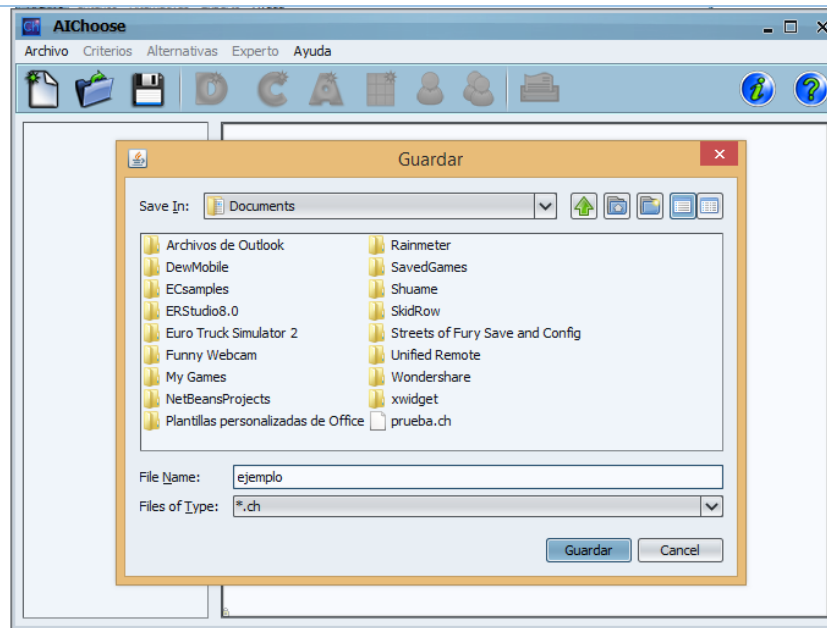 AIChoose
Archivo Criterios Alternativas Experto Ayuda
Guardar
Save In: Documents
Archivos de Outlook Rainmeter
DewMobile SavedGames
ECsamples Shuame
ERStudio8.0 SkidRow
Euro Truck Simulator 2 Streets of Fury Save and Config
Funny Webcam Unified Remote
My Games Wondershare
NetBeansProjects xwidget
Plantillas personalizadas de Office prueba.ch
File Name: ejemplo
Files of Type: *.ch
Guardar Cancel